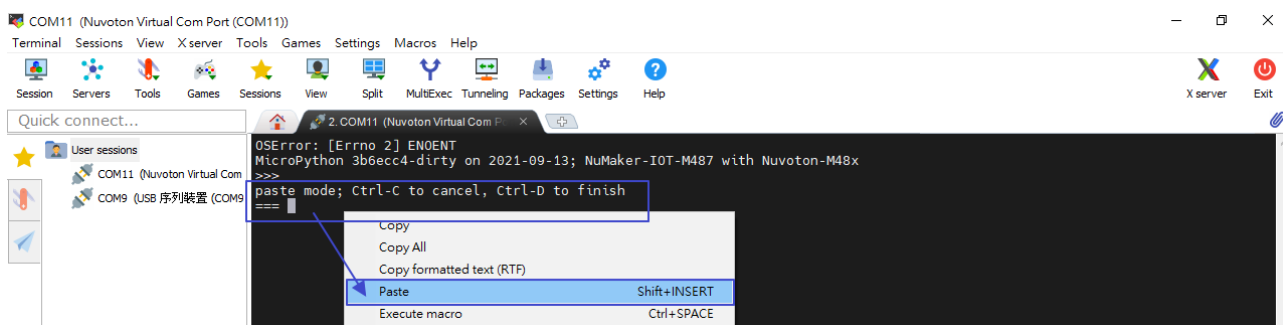 COM11 (Nuvoton Virtual Com Port (COM11))
Terminal Sessions View X server Tools Games Settings Macros Help
Session Servers Tools Games Sessions View Split MultiExec Tunneling Packages Settings Help X server Exit
Quick connect...
2. COM11 (Nuvoton Virtual Com
User sessions
COM11 (Nuvoton Virtual Com
COM9 (USB 序列裝置 (COM9
OSError: [Errno 2] ENOENT
MicroPython 3b6ecc4-dirty on 2021-09-13; NuMaker-IOT-M487 with Nuvoton-M48x
>>>
paste mode; Ctrl-C to cancel, Ctrl-D to finish
===
Copy
Copy All
Copy formatted text (RTF)
Paste Shift+INSERT
Execute macro Ctrl+SPACE